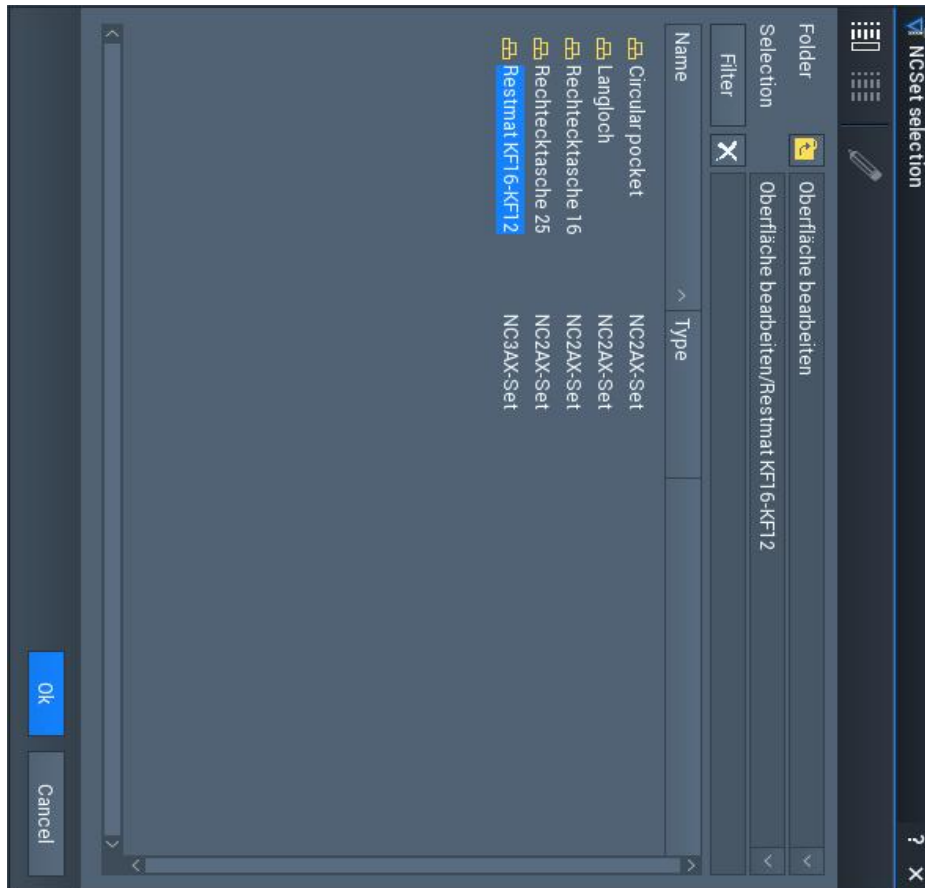 NCSet selection ? X
Folder Oberfläche bearbeiten
Selection Oberfläche bearbeiten/Restmat KF16-KF12
Filter
Name Type
Circular pocket NC2AX-Set
Langloch NC2AX-Set
Rechtecktasche 16 NC2AX-Set
Rechtecktasche 25 NC2AX-Set
Restmat KF16-KF12 NC3AX-Set
Ok Cancel